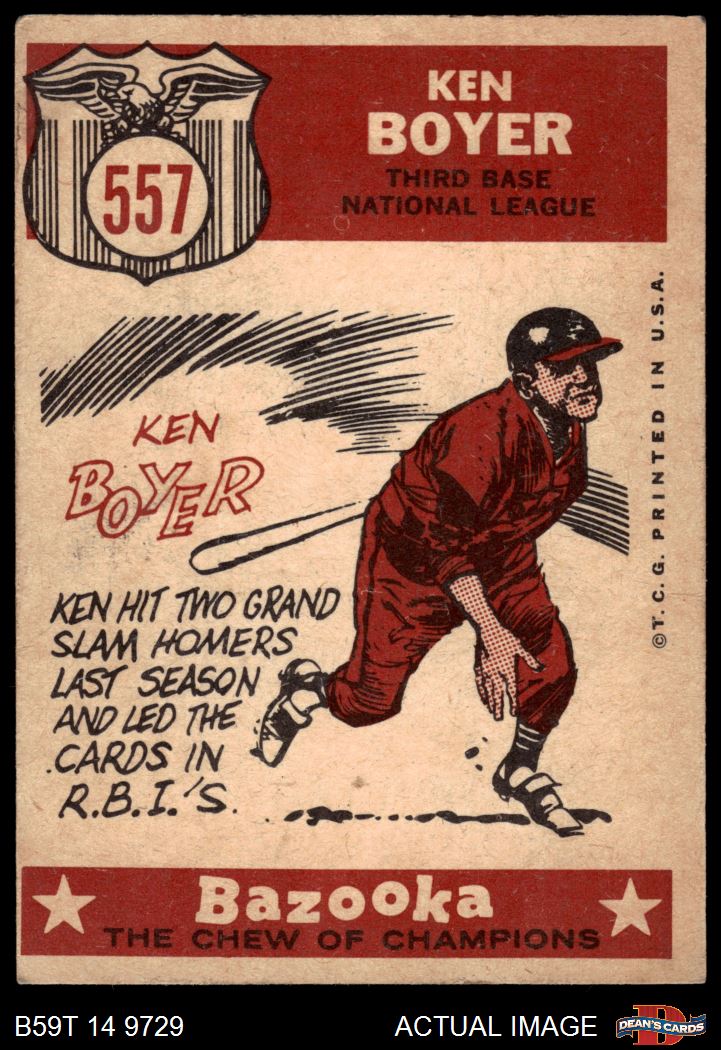 557
KEN
BOYER
THIRD BASE
NATIONAL LEAGUE
KEN
BOYER
KEN HIT TWO GRAND
SLAM HOMERS
LAST SEASON
AND LED THE
CARDS IN
R.B.I.'S.
© T. C. G. PRINTED IN U.S.A.
Bazooka
THE CHEW OF CHAMPIONS
B59T 14 9729
ACTUAL IMAGE
D
DEAN'S CARDS